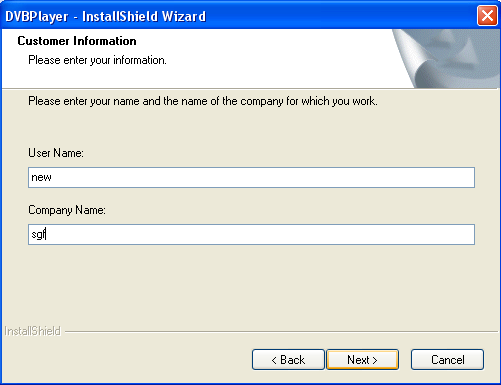 DVBPlayer - InstallShield Wizard
Customer Information
Please enter your information.
Please enter your name and the name of the company for which you work.
User Name:
new
Company Name:
sgf
InstallShield
< Back
Next >
Cancel